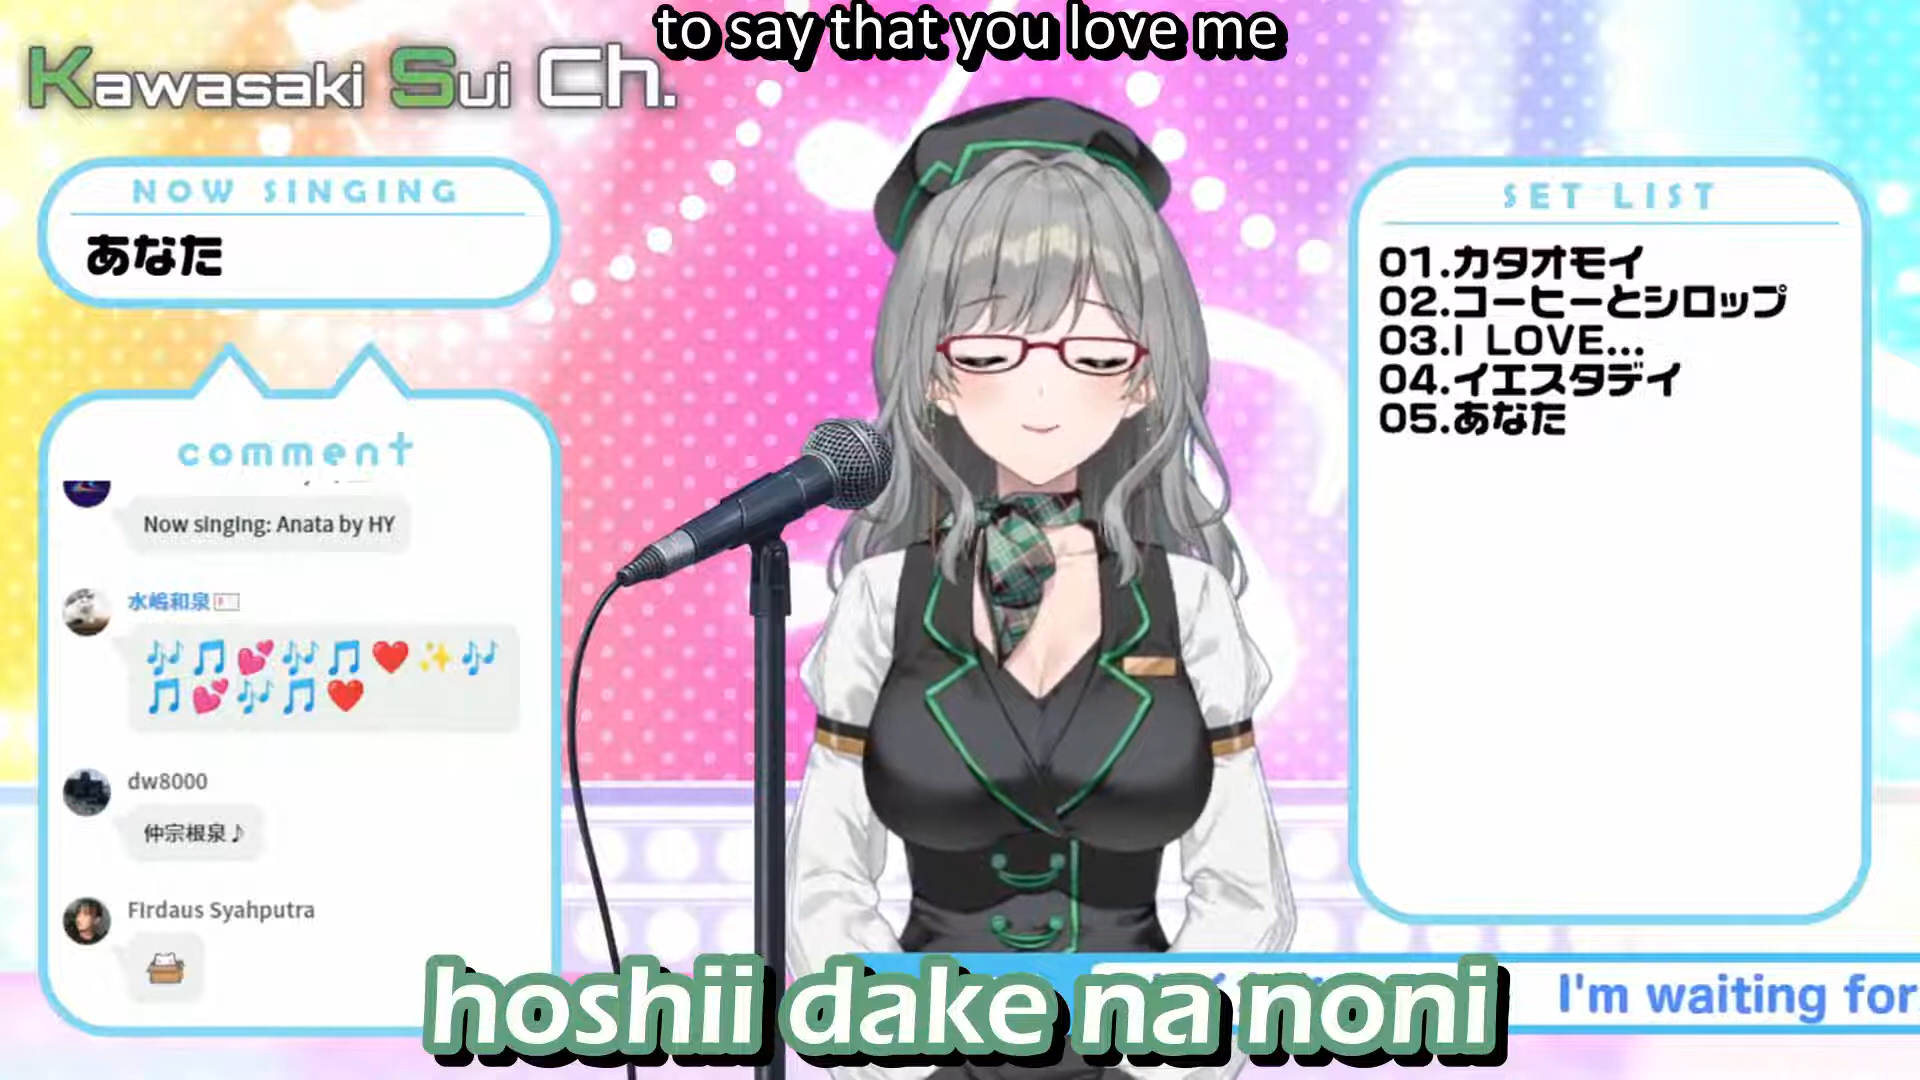 to say that you love me
Kawasaki Sui Ch.
NOW SINGING
あなた
comment
Now singing: Anata by HY
水嶋和泉
🎶🎵💕🎶🎵❤️✨🎶
🎵💕🎶🎵❤️
dw8000
仲宗根泉♪
Firdaus Syahputra
SET LIST
01.カタオモイ
02.コーヒーとシロップ
03.I LOVE...
04.イエスタデイ
05.あなた
I'm waiting for
hoshii dake na noni